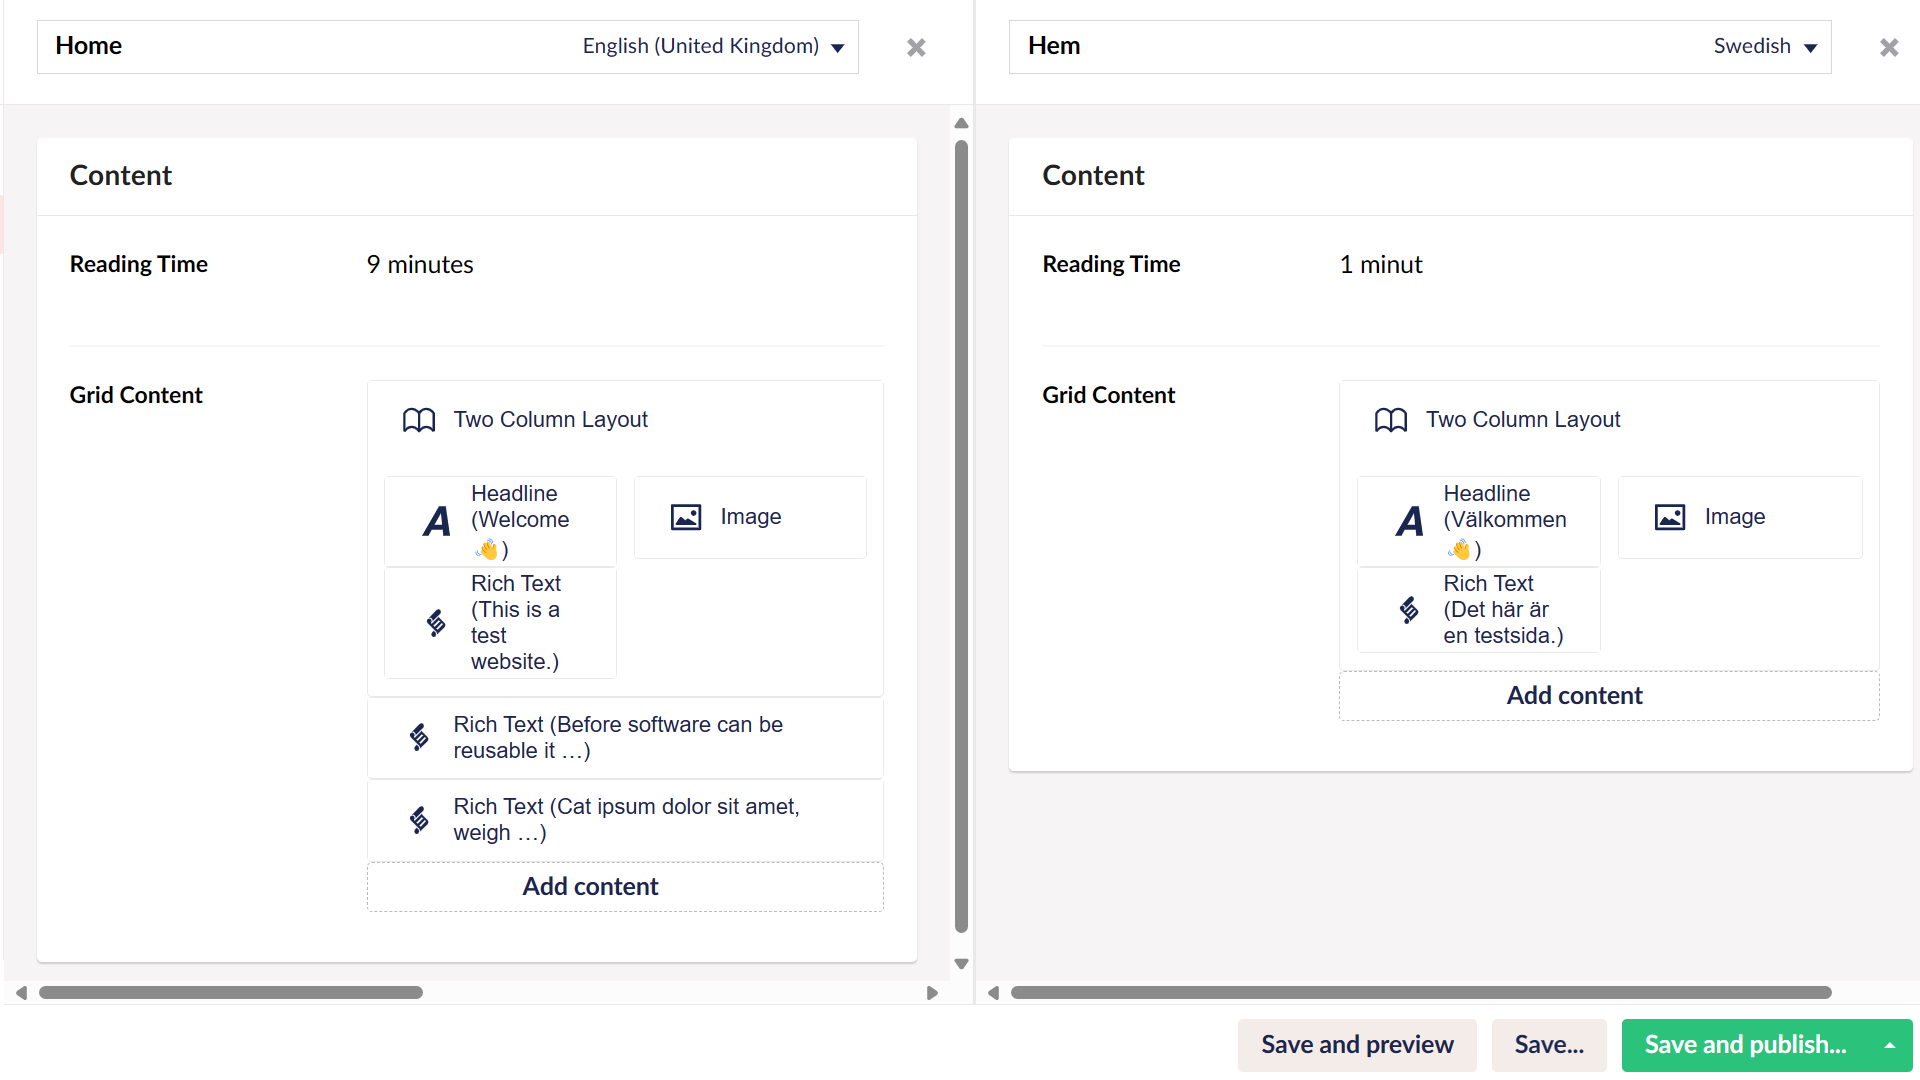 Home
English (United Kingdom)
Content
Reading Time
9 minutes
Grid Content
Two Column Layout
Headline
(Welcome
👋)
Image
Rich Text
(This is a
test
website.)
Rich Text (Before software can be
reusable it …)
Rich Text (Cat ipsum dolor sit amet,
weigh …)
Add content
Hem
Swedish
Content
Reading Time
1 minut
Grid Content
Two Column Layout
Headline
(Välkommen
👋)
Image
Rich Text
(Det här är
en testsida.)
Add content
Save and preview
Save...
Save and publish...